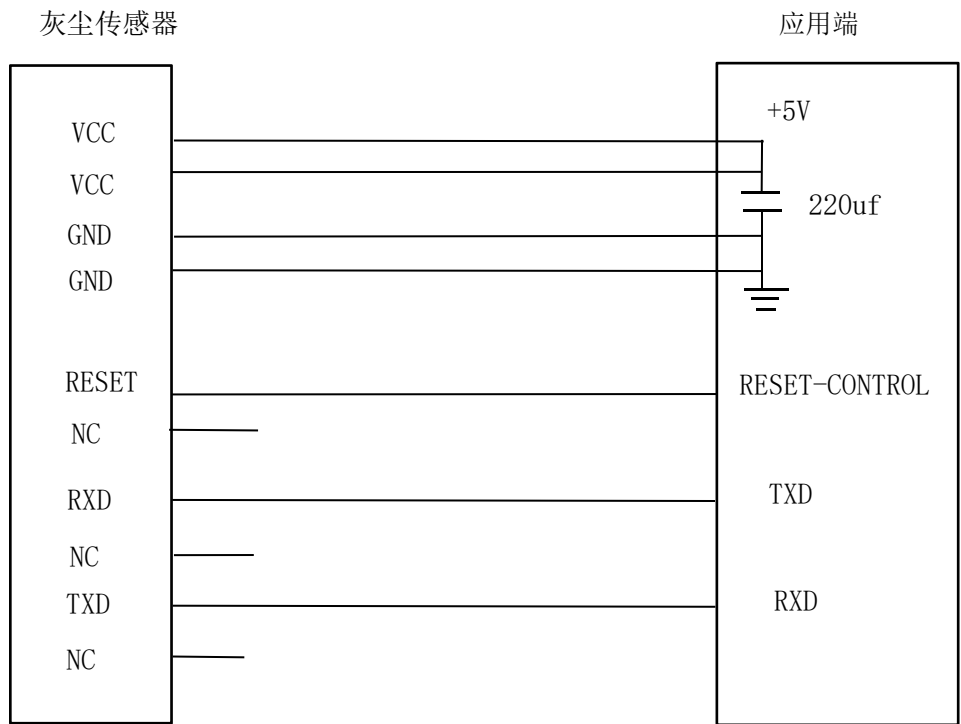 灰尘传感器
应用端
VCC
VCC
GND
GND
RESET
NC
RXD
NC
TXD
NC
+5V
220uf
RESET-CONTROL
TXD
RXD